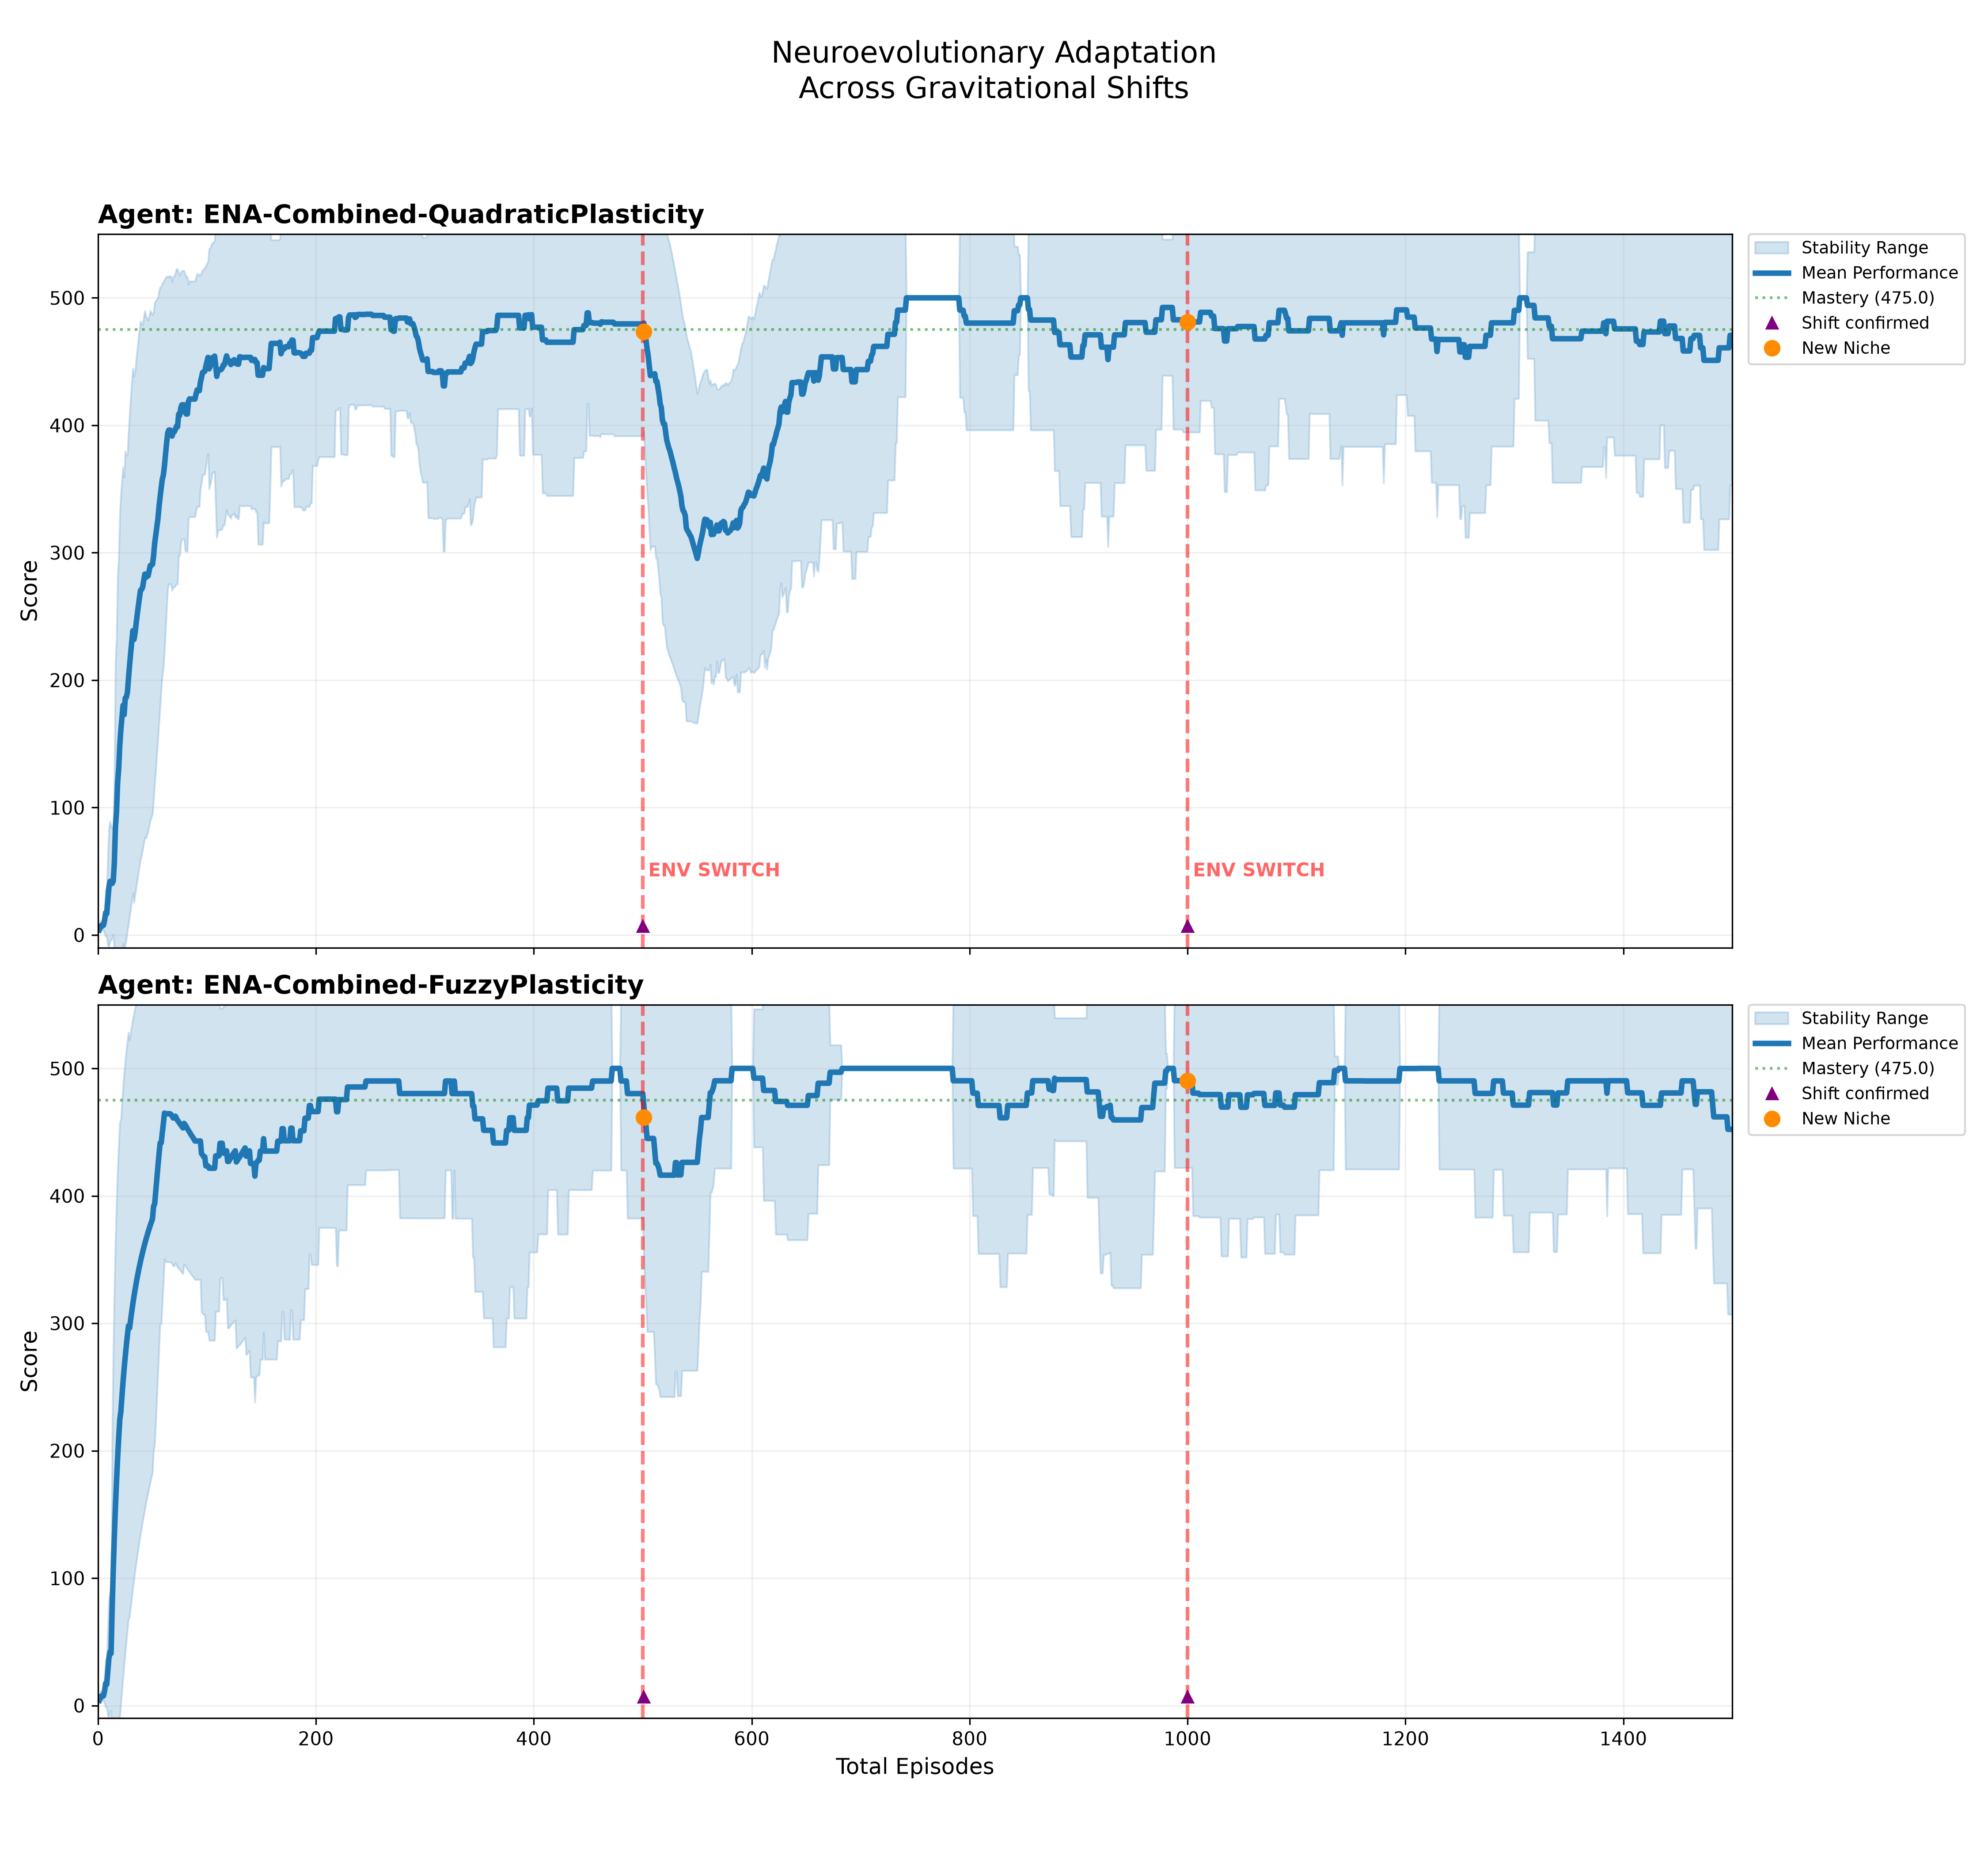 Neuroevolutionary Adaptation
Across Gravitational Shifts
Agent: ENA-Combined-QuadraticPlasticity
Score
500
400
300
200
100
0
ENV SWITCH
ENV SWITCH
Stability Range
Mean Performance
Mastery (475.0)
Shift confirmed
New Niche
Agent: ENA-Combined-FuzzyPlasticity
Score
500
400
300
200
100
0
0 200 400 600 800 1000 1200 1400
Total Episodes
Stability Range
Mean Performance
Mastery (475.0)
Shift confirmed
New Niche